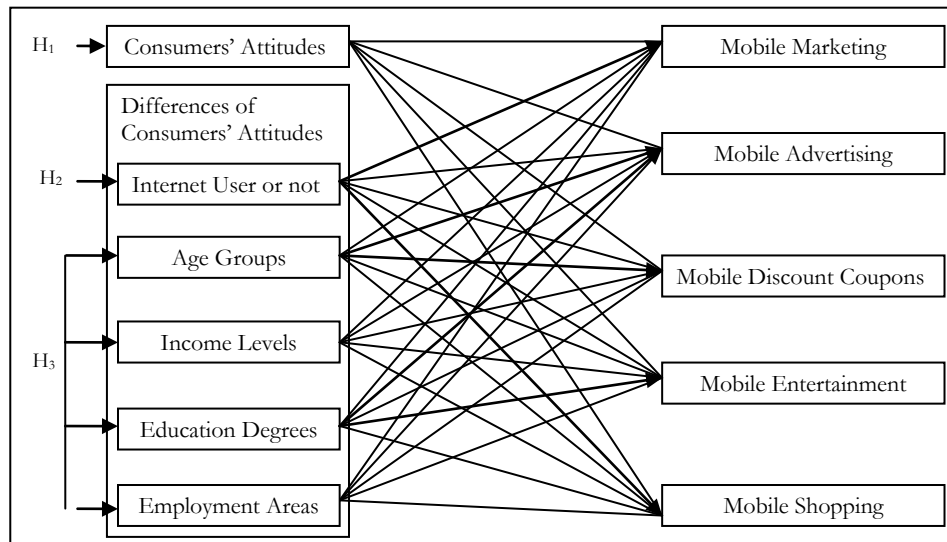 H₁
Consumers’ Attitudes
Mobile Marketing
Differences of
Consumers’ Attitudes
Mobile Advertising
H₂
Internet User or not
Age Groups
Mobile Discount Coupons
Income Levels
H₃
Mobile Entertainment
Education Degrees
Employment Areas
Mobile Shopping